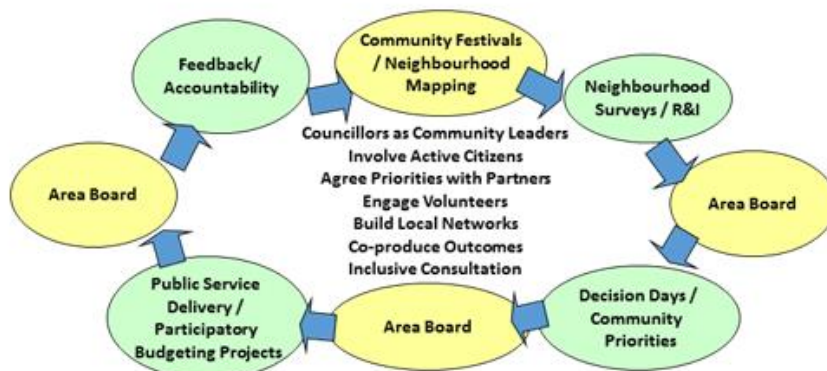 Community Festivals
/ Neighbourhood
Mapping
Feedback/
Accountability
Neighbourhood
Surveys / R&I
Councillors as Community Leaders
Involve Active Citizens
Agree Priorities with Partners
Engage Volunteers
Build Local Networks
Co-produce Outcomes
Inclusive Consultation
Area Board
Area Board
Public Service
Delivery /
Participatory
Budgeting Projects
Area Board
Decision Days /
Community
Priorities